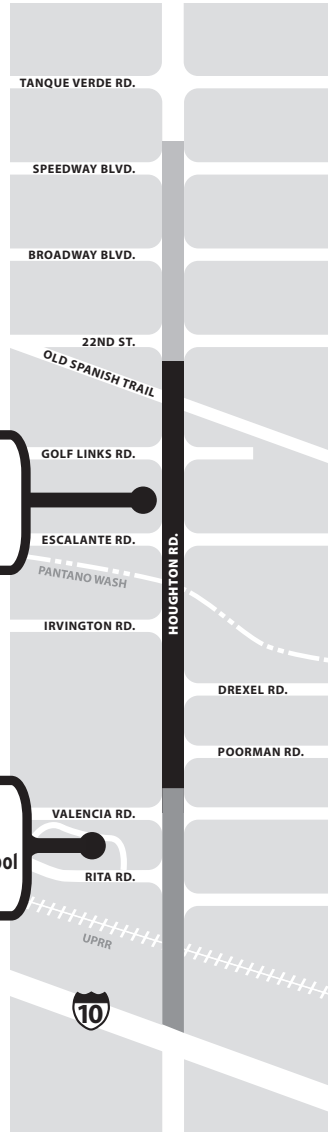 TANQUE VERDE RD.
SPEEDWAY BLVD.
BROADWAY BLVD.
22ND ST.
OLD SPANISH TRAIL
GOLF LINKS RD.
ESCALANTE RD.
PANTANO WASH
HOUGHTON RD.
IRVINGTON RD.
DREXEL RD.
POORMAN RD.
VALENCIA RD.
ool
RITA RD.
UPRR
10